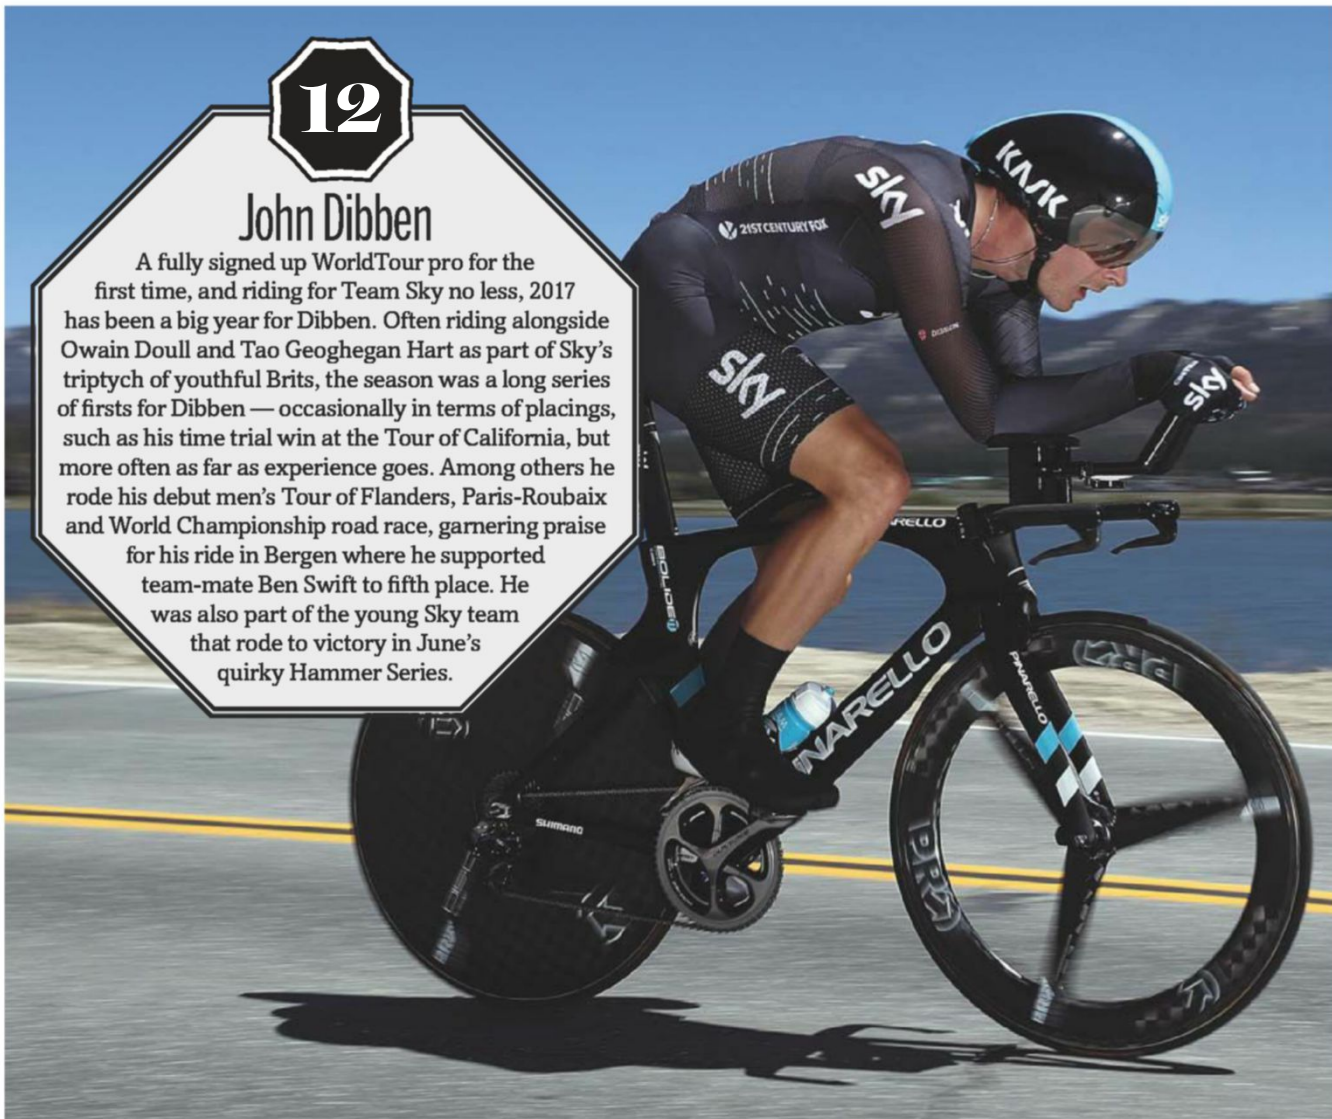 12
John Dibben
A fully signed up WorldTour pro for the
first time, and riding for Team Sky no less, 2017
has been a big year for Dibben. Often riding alongside
Owain Doull and Tao Geoghegan Hart as part of Sky's
triptych of youthful Brits, the season was a long series
of firsts for Dibben — occasionally in terms of placings,
such as his time trial win at the Tour of California, but
more often as far as experience goes. Among others he
rode his debut men's Tour of Flanders, Paris-Roubaix
and World Championship road race, garnering praise
for his ride in Bergen where he supported
team-mate Ben Swift to fifth place. He
was also part of the young Sky team
that rode to victory in June's
quirky Hammer Series.
KASK
sky
21ST CENTURY FOX
sky
sky
RELLO
BOLIDE
NARELLO
PINARELLO
SHIMANO
PRO
PRO